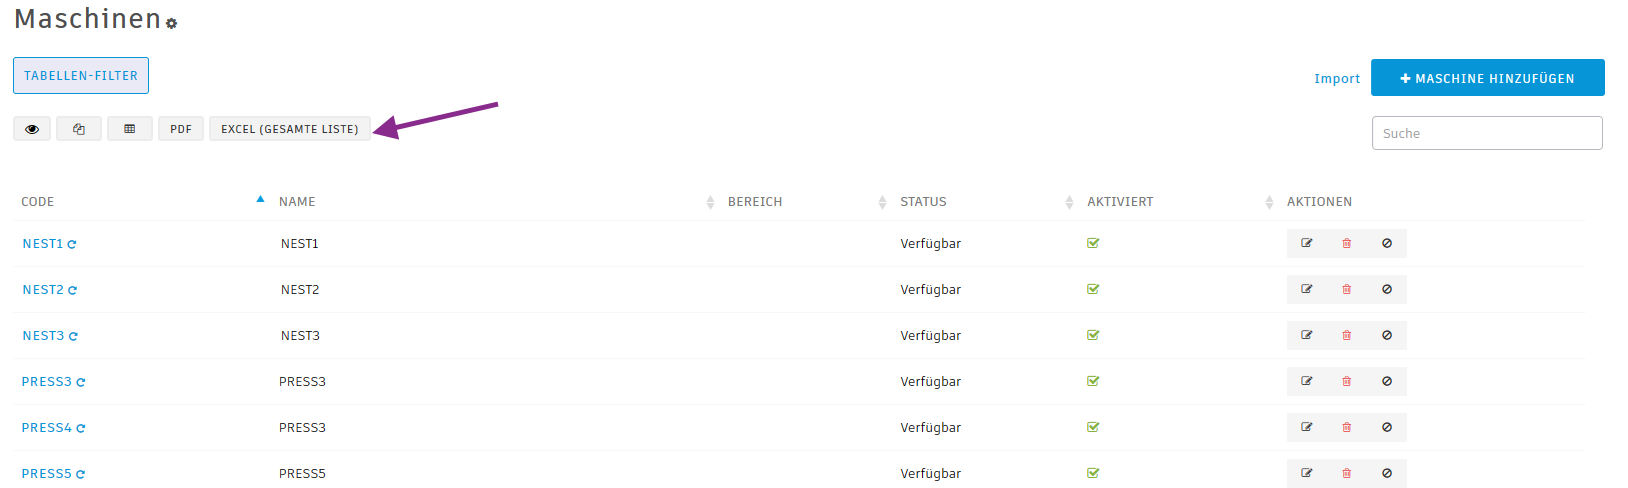 Maschinen
TABELLEN-FILTER
Import
MASCHINE HINZUFÜGEN
PDF
EXCEL (GESAMTE LISTE)
Suche
CODE NAME BEREICH STATUS AKTIVIERT AKTIONEN
NEST1 NEST1 Verfügbar
NEST2 NEST2 Verfügbar
NEST3 NEST3 Verfügbar
PRESS3 PRESS3 Verfügbar
PRESS4 PRESS3 Verfügbar
PRESS5 PRESS5 Verfügbar